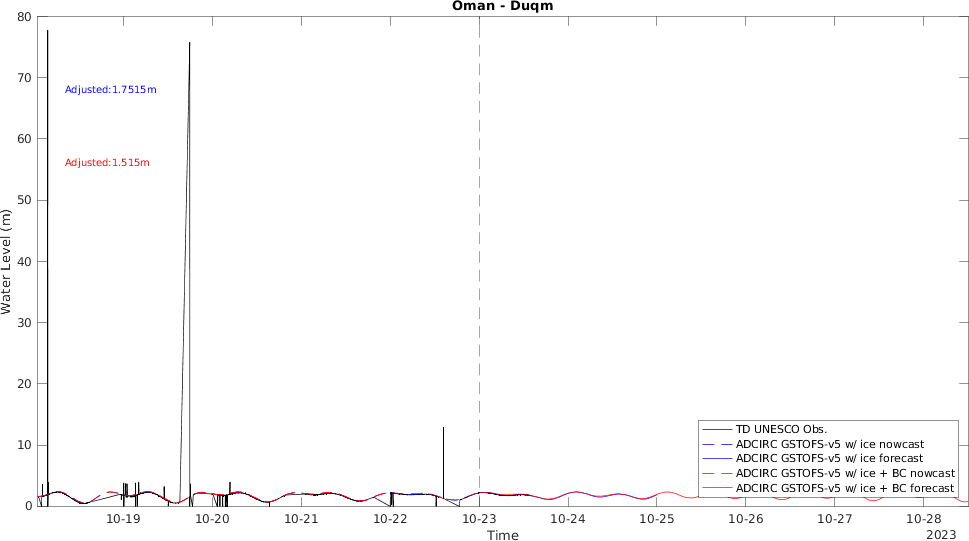 Oman - Duqm
80
70
60
50
40
30
20
10
0
Water Level (m)
Adjusted:1.7515m
Adjusted:1.515m
TD UNESCO Obs.
ADCIRC GSTOFS-v5 w/ ice nowcast
ADCIRC GSTOFS-v5 w/ ice forecast
ADCIRC GSTOFS-v5 w/ ice + BC nowcast
ADCIRC GSTOFS-v5 w/ ice + BC forecast
10-19 10-20 10-21 10-22 10-23 10-24 10-25 10-26 10-27 10-28
2023
Time